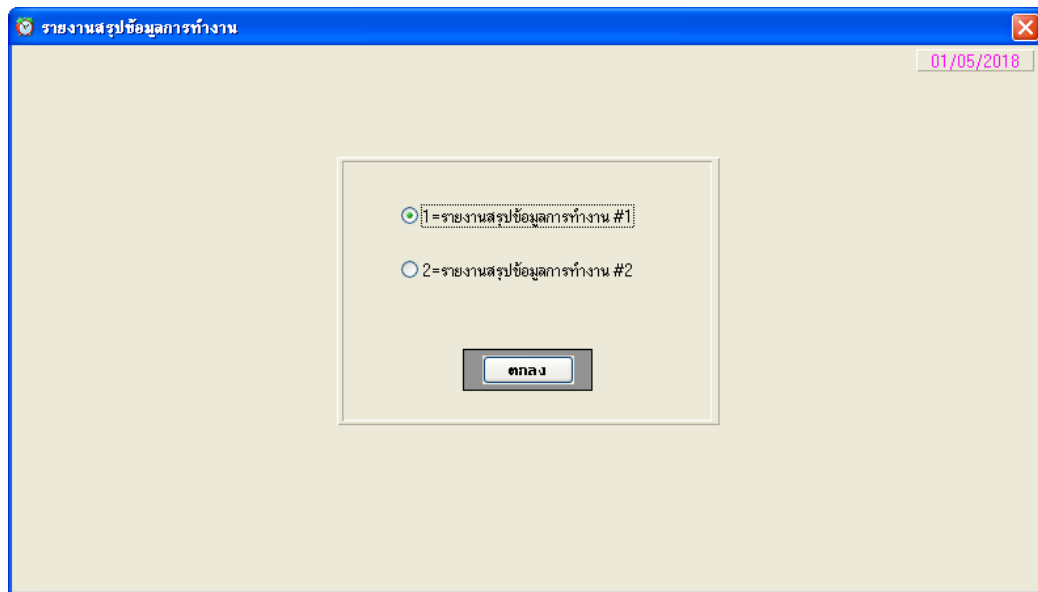 รายงานสรุปข้อมูลการทำงาน
01/05/2018
1=รายงานสรุปข้อมูลการทำงาน #1
2=รายงานสรุปข้อมูลการทำงาน #2
ตกลง